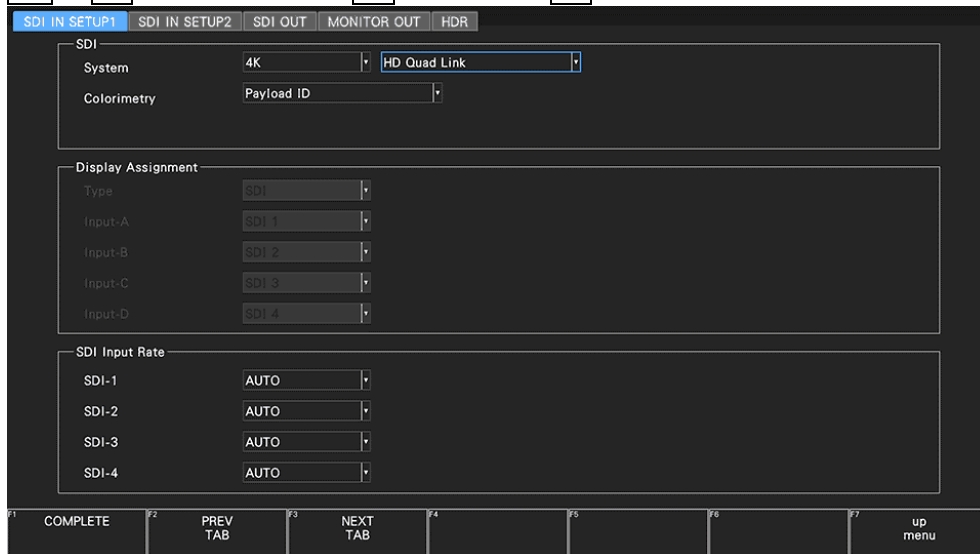 SDI IN SETUP1 SDI IN SETUP2 SDI OUT MONITOR OUT HDR
SDI
System 4K HD Quad Link
Colorimetry Payload ID
Display Assignment
Type SDI
Input-A SDI 1
Input-B SDI 2
Input-C SDI 3
Input-D SDI 4
SDI Input Rate
SDI-1 AUTO
SDI-2 AUTO
SDI-3 AUTO
SDI-4 AUTO
F1 COMPLETE F2 PREV F3 NEXT F4 F5 F6 F7 up
TAB TAB menu